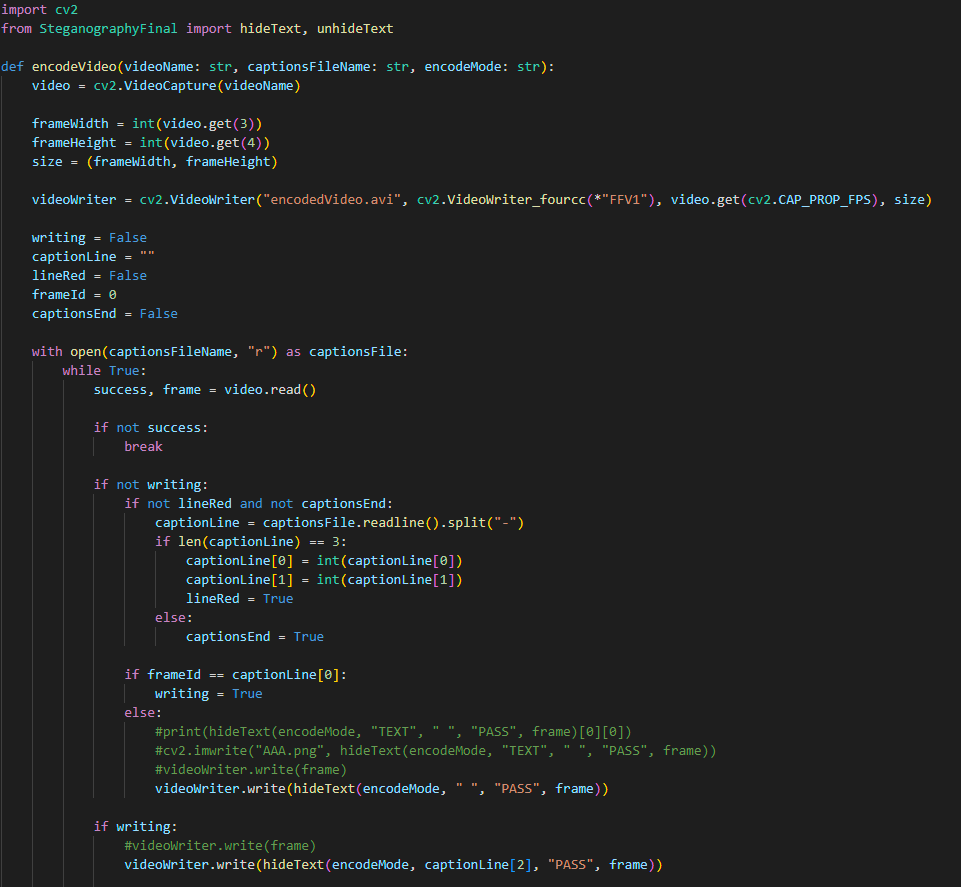 import cv2
from SteganographyFinal import hideText, unhideText

def encodeVideo(videoName: str, captionsFileName: str, encodeMode: str):
    video = cv2.VideoCapture(videoName)

    frameWidth = int(video.get(3))
    frameHeight = int(video.get(4))
    size = (frameWidth, frameHeight)

    videoWriter = cv2.VideoWriter("encodedVideo.avi", cv2.VideoWriter_fourcc(*"FFV1"), video.get(cv2.CAP_PROP_FPS), size)

    writing = False
    captionLine = ""
    lineRed = False
    frameId = 0
    captionsEnd = False

    with open(captionsFileName, "r") as captionsFile:
        while True:
            success, frame = video.read()

            if not success:
                break

            if not writing:
                if not lineRed and not captionsEnd:
                    captionLine = captionsFile.readline().split("-")
                    if len(captionLine) == 3:
                        captionLine[0] = int(captionLine[0])
                        captionLine[1] = int(captionLine[1])
                        lineRed = True
                    else:
                        captionsEnd = True

                if frameId == captionLine[0]:
                    writing = True
                else:
                    #print(hideText(encodeMode, "TEXT", " ", "PASS", frame)[0][0])
                    #cv2.imwrite("AAA.png", hideText(encodeMode, "TEXT", " ", "PASS", frame))
                    #videoWriter.write(frame)
                    videoWriter.write(hideText(encodeMode, " ", "PASS", frame))

            if writing:
                #videoWriter.write(frame)
                videoWriter.write(hideText(encodeMode, captionLine[2], "PASS", frame))